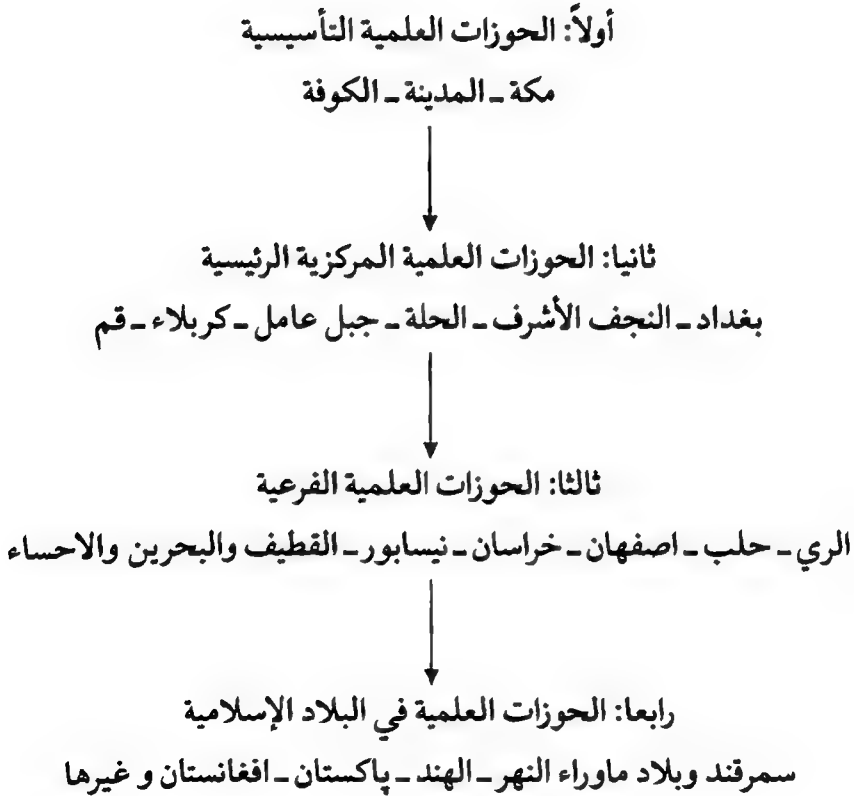 أولاً: الحوزات العلمية التأسيسية
مكة ـ المدينة ـ الكوفة
ثانيا: الحوزات العلمية المركزية الرئيسية
بغداد ـ النجف الأشرف ـ الحلة ـ جبل عامل ـ كربلاء ـ قم
ثالثا: الحوزات العلمية الفرعية
الري ـ حلب ـ اصفهان ـ خراسان ـ نيسابور ـ القطيف والبحرين والاحساء
رابعا: الحوزات العلمية في البلاد الإسلامية
سمرقند وبلاد ماوراء النهر ـ الهند ـ پاكستان ـ افغانستان و غيرها